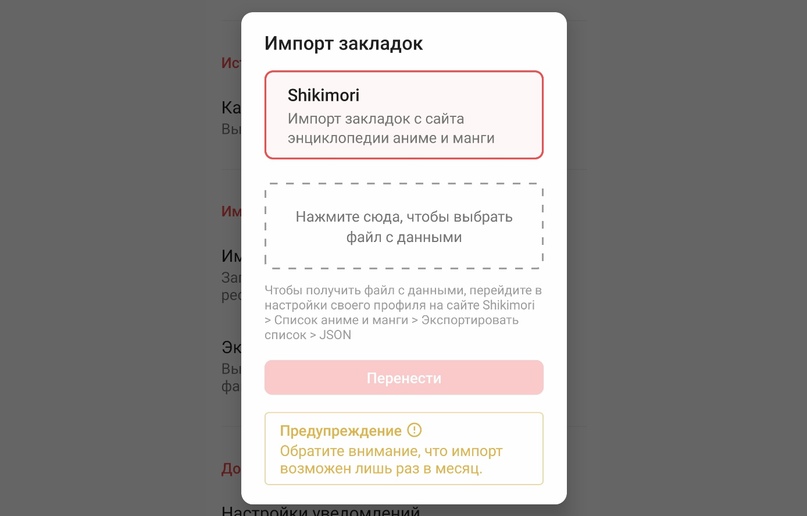 Импорт закладок
Shikimori
Импорт закладок с сайта
энциклопедии аниме и манги
Нажмите сюда, чтобы выбрать
файл с данными
Чтобы получить файл с данными, перейдите в
настройки своего профиля на сайте Shikimori
> Список аниме и манги > Экспортировать
список > JSON
Перенести
Предупреждение
Обратите внимание, что импорт
возможен лишь раз в месяц.
Настройки уведомлений